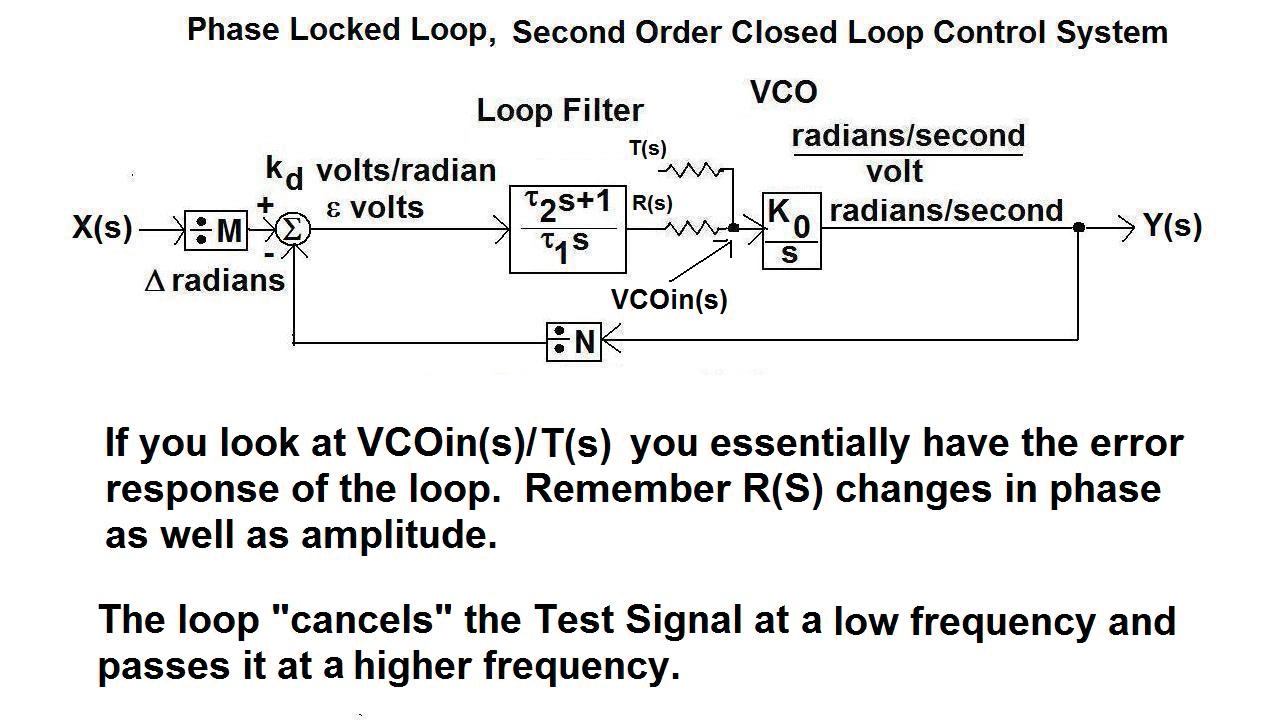 Phase Locked Loop, Second Order Closed Loop Control System
VCO
Loop Filter
radians/second
volt
T(s)
kd volts/radian
ε volts
+
X(s)
÷M
Σ
-
Δ radians
τ2s+1
τ1s
R(s)
K0
s
radians/second
Y(s)
VCOin(s)
÷N
If you look at VCOin(s)/T(s) you essentially have the error
response of the loop. Remember R(S) changes in phase
as well as amplitude.
The loop "cancels" the Test Signal at a low frequency and
passes it at a higher frequency.